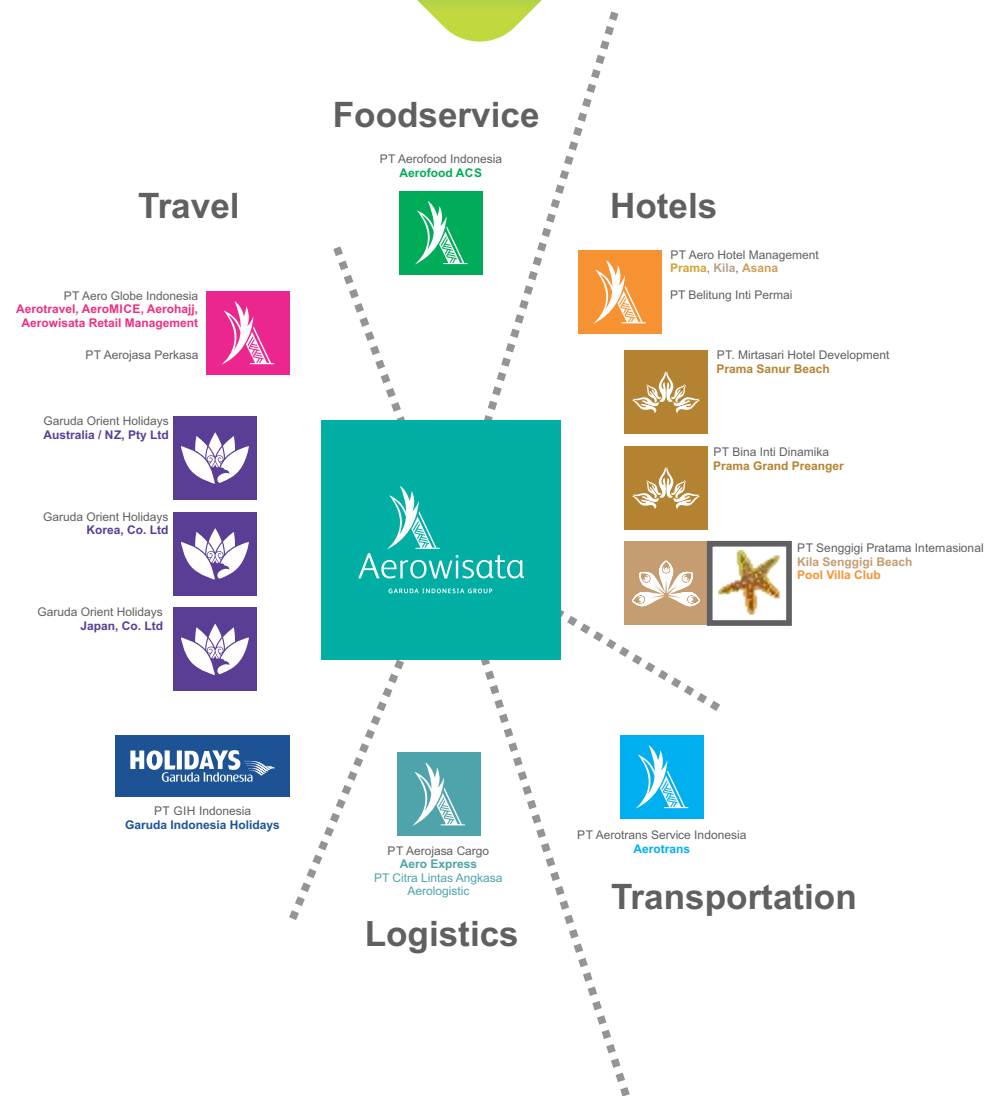 Foodservice
PT Aerofood Indonesia
Aerofood ACS
Travel
PT Aero Globe Indonesia
Aerotravel, AeroMICE, Aerohajj,
Aerowisata Retail Management
PT Aerojasa Perkasa
Garuda Orient Holidays
Australia / NZ, Pty Ltd
Garuda Orient Holidays
Korea, Co. Ltd
Garuda Orient Holidays
Japan, Co. Ltd
HOLIDAYS
Garuda Indonesia
PT GIH Indonesia
Garuda Indonesia Holidays
Hotels
PT Aero Hotel Management
Prama, Kila, Asana
PT Belitung Inti Permai
PT. Mirtasari Hotel Development
Prama Sanur Beach
PT Bina Inti Dinamika
Prama Grand Preanger
PT Senggigi Pratama Internasional
Kila Senggigi Beach
Pool Villa Club
Aerowisata
GARUDA INDONESIA GROUP
PT Aerojasa Cargo
Aero Express
PT Citra Lintas Angkasa
Aerologistic
Logistics
PT Aerotrans Service Indonesia
Aerotrans
Transportation